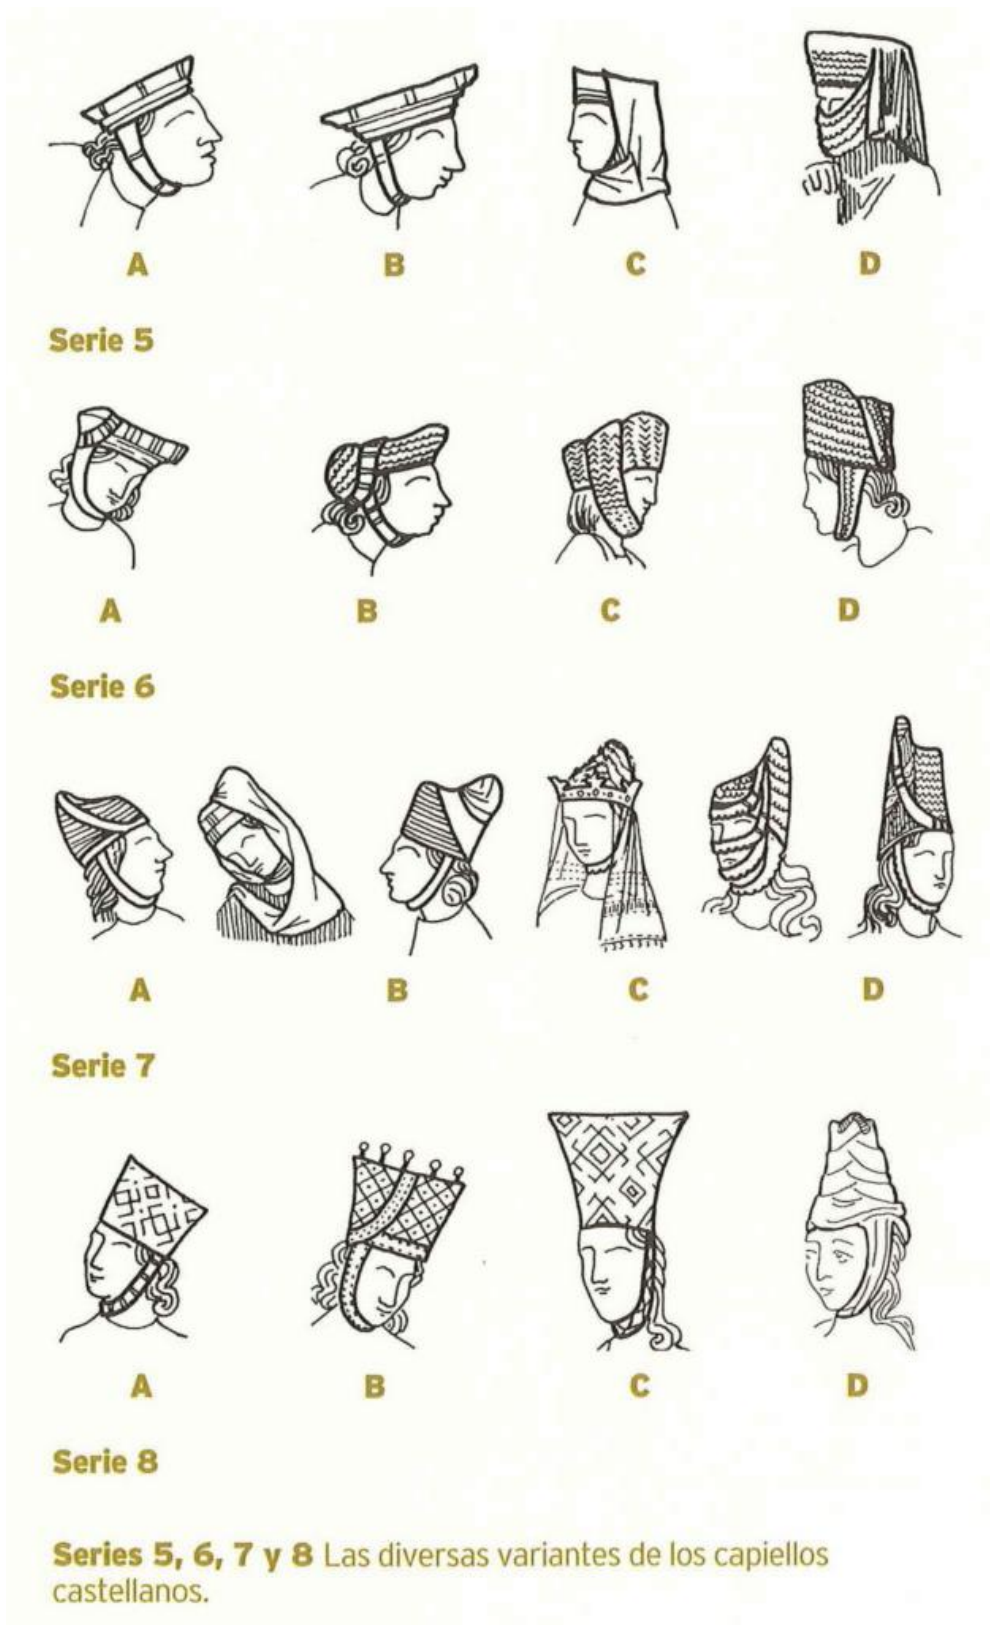 A B C D
Serie 5
A B C D
Serie 6
A B C D
Serie 7
A B C D
Serie 8
Series 5, 6, 7 y 8 Las diversas variantes de los capiellos
castellanos.